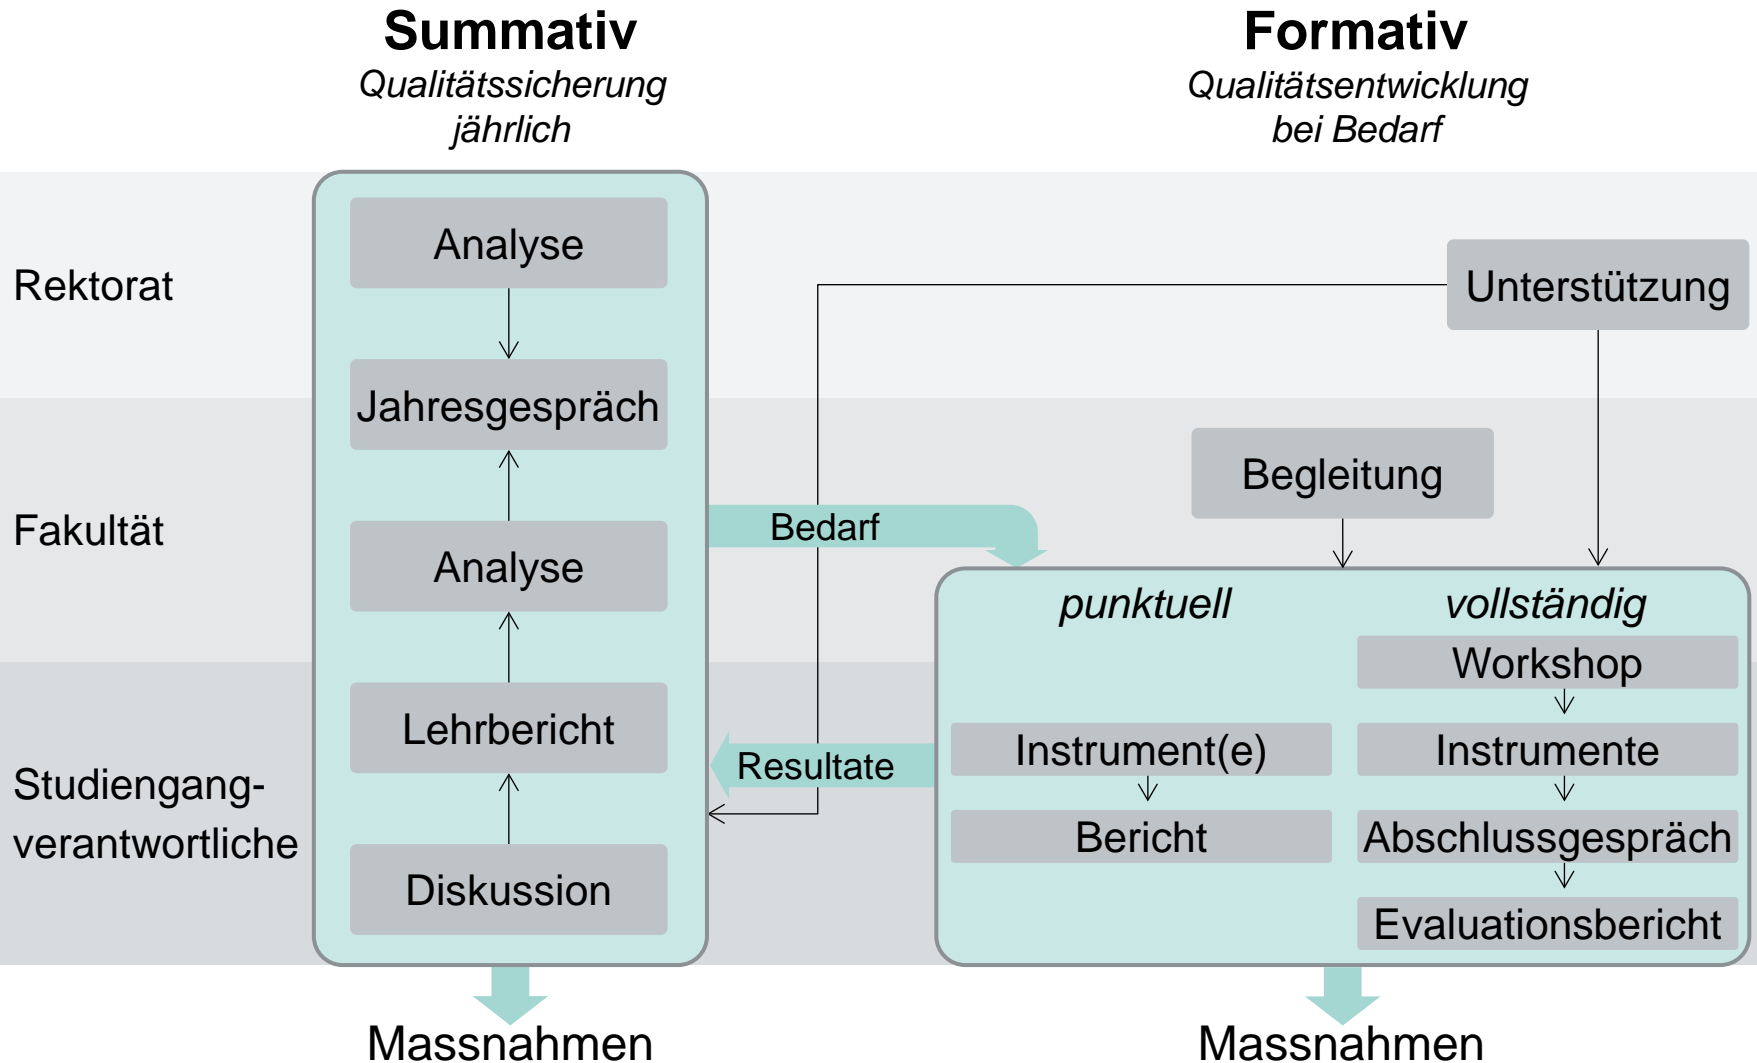 Summativ
Qualitätssicherung
jährlich
Formativ
Qualitätsentwicklung
bei Bedarf
Rektorat
Fakultät
Studiengang-
verantwortliche
Analyse
Jahresgespräch
Analyse
Lehrbericht
Diskussion
Bedarf
Resultate
Unterstützung
Begleitung
punktuell
Instrument(e)
Bericht
vollständig
Workshop
Instrumente
Abschlussgespräch
Evaluationsbericht
Massnahmen
Massnahmen